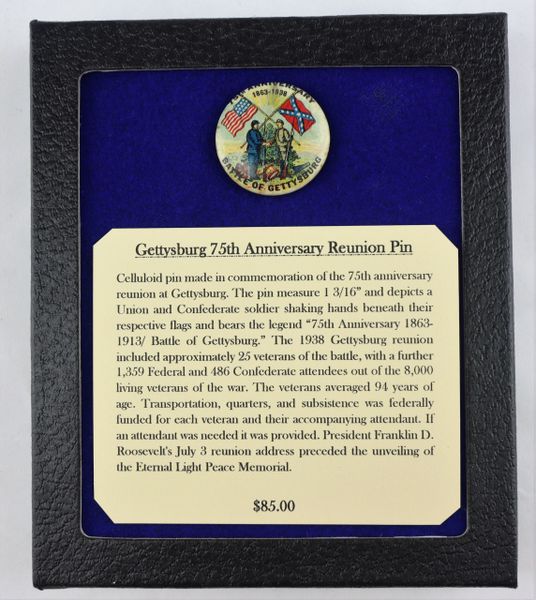 75th ANNIVERSARY
1863-1938
BATTLE OF GETTYSBURG
Gettysburg 75th Anniversary Reunion Pin
Celluloid pin made in commemoration of the 75th anniversary
reunion at Gettysburg. The pin measure 1 3/16” and depicts a
Union and Confederate soldier shaking hands beneath their
respective flags and bears the legend “75th Anniversary 1863-
1913/ Battle of Gettysburg.” The 1938 Gettysburg reunion
included approximately 25 veterans of the battle, with a further
1,359 Federal and 486 Confederate attendees out of the 8,000
living veterans of the war. The veterans averaged 94 years of
age. Transportation, quarters, and subsistence was federally
funded for each veteran and their accompanying attendant. If
an attendant was needed it was provided. President Franklin D.
Roosevelt's July 3 reunion address preceded the unveiling of
the Eternal Light Peace Memorial.
$85.00